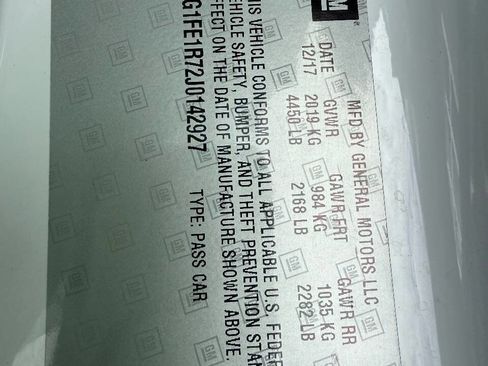 GM
MFD BY GENERAL MOTORS LLC
DATE GVWR GAWR FRT GAWR RR
12/17 2019 KG 984 KG 1035 KG
4450 LB 2168 LB 2282 LB
THIS VEHICLE CONFORMS TO ALL APPLICABLE U.S. FEDER
VEHICLE SAFETY, BUMPER, AND THEFT PREVENTION STAN
EFFECT ON THE DATE OF MANUFACTURE SHOWN ABOVE.
G1FE1R72J0142927 TYPE: PASS CAR